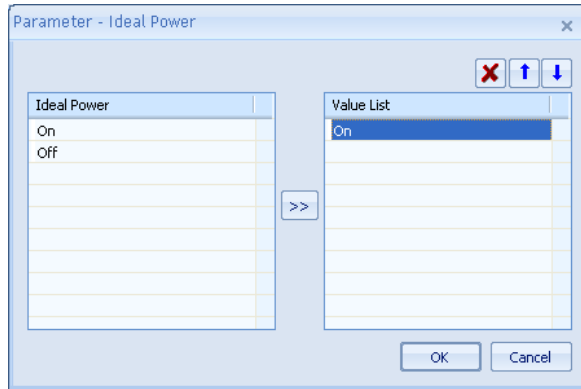 Parameter - Ideal Power
Ideal Power
On
Off
>>
Value List
On
OK
Cancel